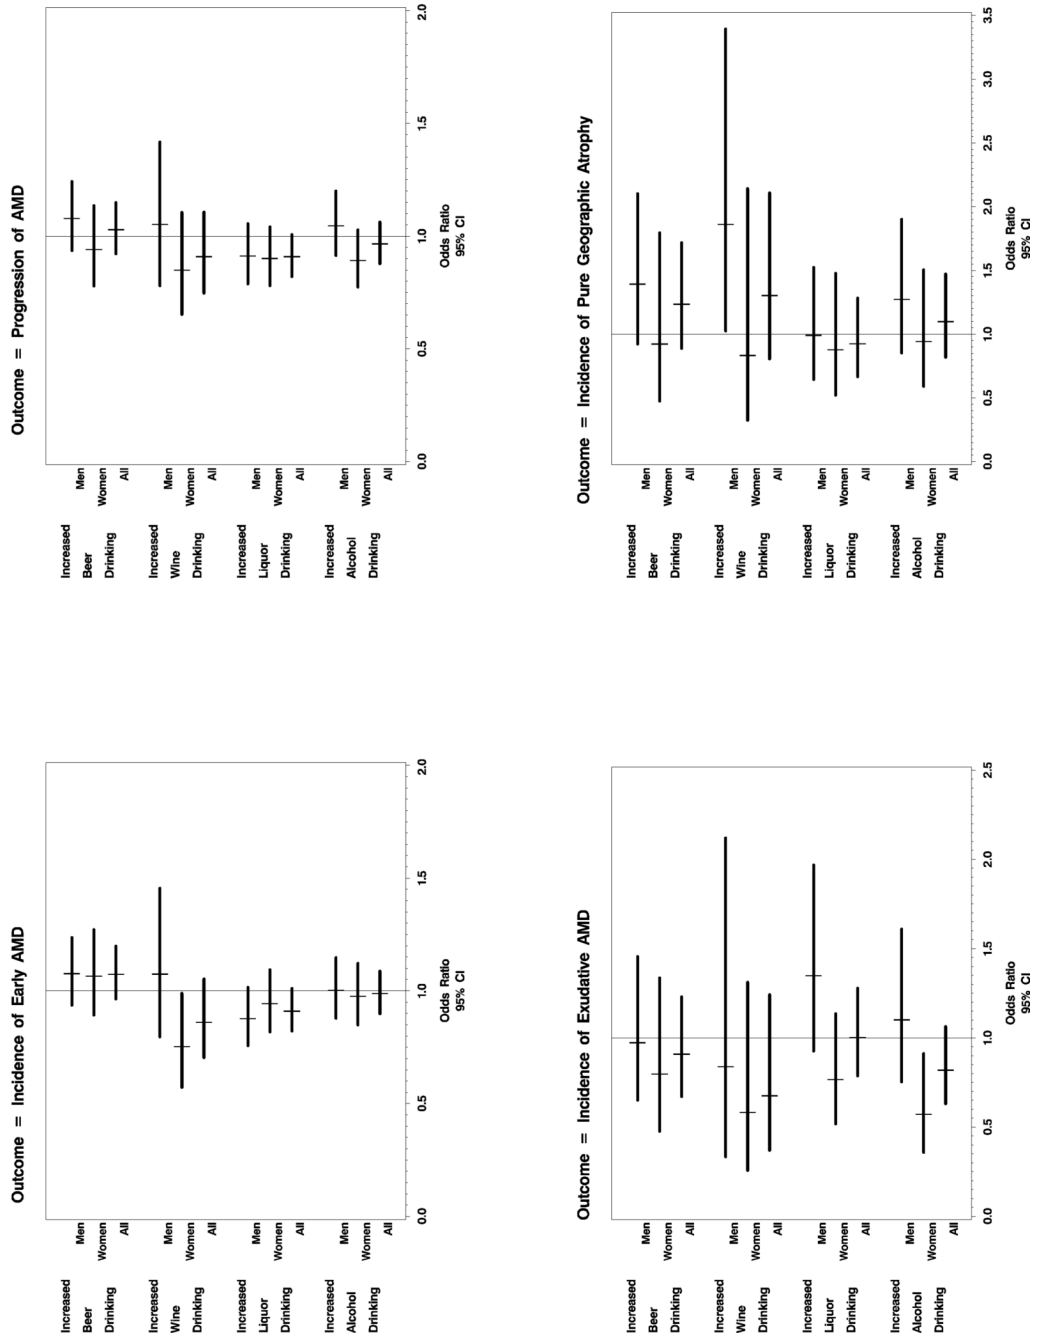 Outcome = Incidence of Early AMD
Increased
Beer
Drinking
Men
Women
All
Increased
Wine
Drinking
Men
Women
All
Increased
Liquor
Drinking
Men
Women
All
Increased
Alcohol
Drinking
Men
Women
All
0.0 0.5 1.0 1.5 2.0
Odds Ratio
95% CI
Outcome = Progression of AMD
Increased
Beer
Drinking
Men
Women
All
Increased
Wine
Drinking
Men
Women
All
Increased
Liquor
Drinking
Men
Women
All
Increased
Alcohol
Drinking
Men
Women
All
0.0 0.5 1.0 1.5 2.0
Odds Ratio
95% CI
Outcome = Incidence of Exudative AMD
Increased
Beer
Drinking
Men
Women
All
Increased
Wine
Drinking
Men
Women
All
Increased
Liquor
Drinking
Men
Women
All
Increased
Alcohol
Drinking
Men
Women
All
0.0 0.5 1.0 1.5 2.0 2.5
Odds Ratio
95% CI
Outcome = Incidence of Pure Geographic Atrophy
Increased
Beer
Drinking
Men
Women
All
Increased
Wine
Drinking
Men
Women
All
Increased
Liquor
Drinking
Men
Women
All
Increased
Alcohol
Drinking
Men
Women
All
0.0 0.5 1.0 1.5 2.0 2.5 3.0 3.5
Odds Ratio
95% CI